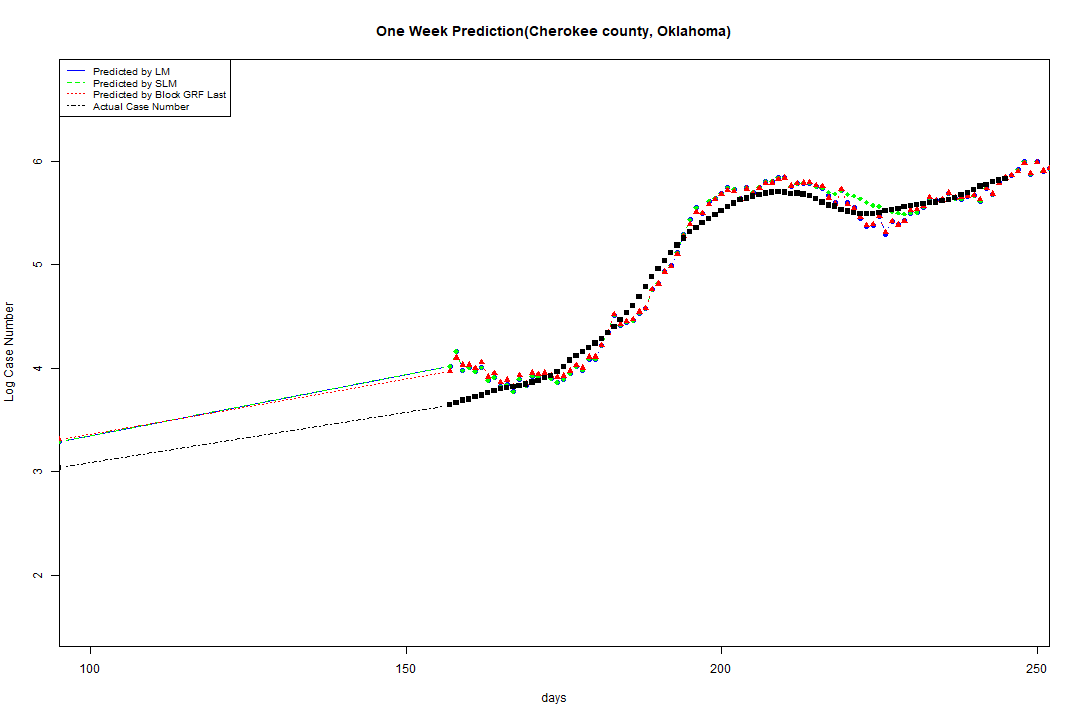 One Week Prediction(Cherokee county, Oklahoma)
Predicted by LM
Predicted by SLM
Predicted by Block GRF Last
Actual Case Number
6
5
4
3
2
Log Case Number
100 150 200 250
days